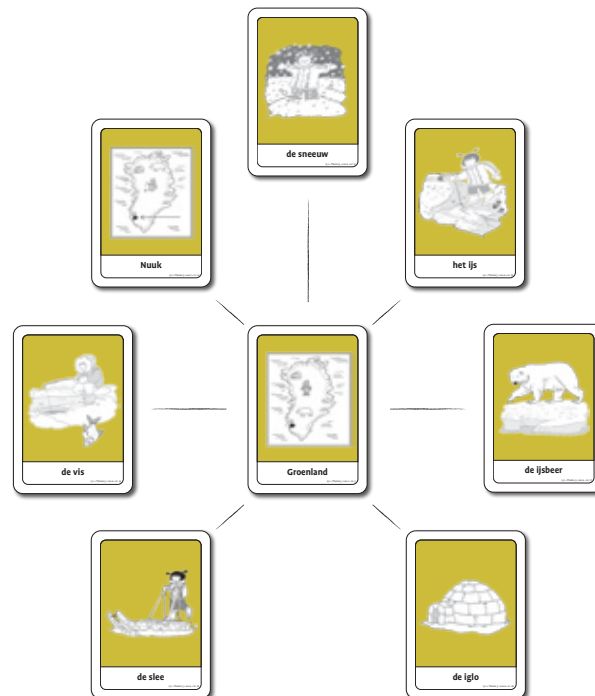 de sneeuw
Nuuk
het ijs
de vis
Groenland
de ijsbeer
de slee
de iglo